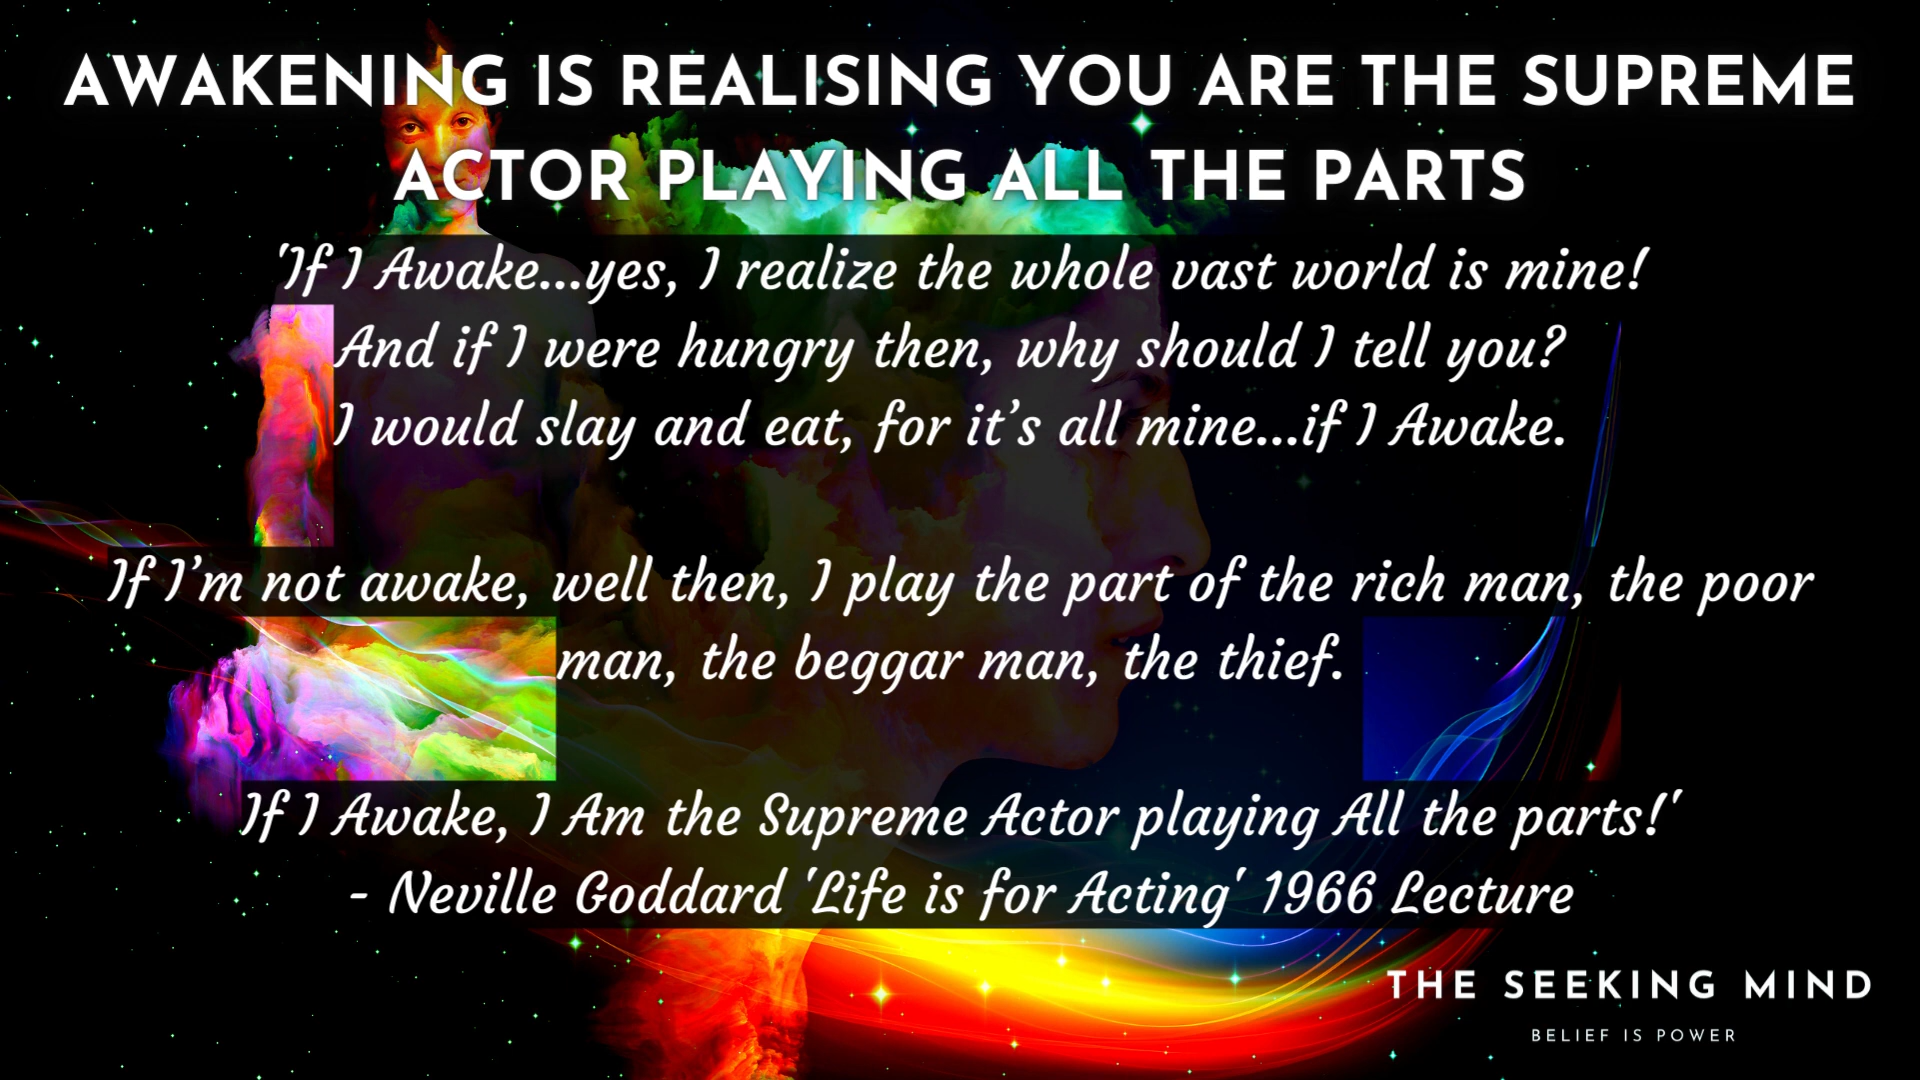 AWAKENING IS REALISING YOU ARE THE SUPREME
ACTOR PLAYING ALL THE PARTS
'If I Awake...yes, I realize the whole vast world is mine!
And if I were hungry then, why should I tell you?
I would slay and eat, for it’s all mine...if I Awake.
If I’m not awake, well then, I play the part of the rich man, the poor
man, the beggar man, the thief.
If I Awake, I Am the Supreme Actor playing All the parts!'
- Neville Goddard 'Life is for Acting' 1966 Lecture
THE SEEKING MIND
BELIEF IS POWER